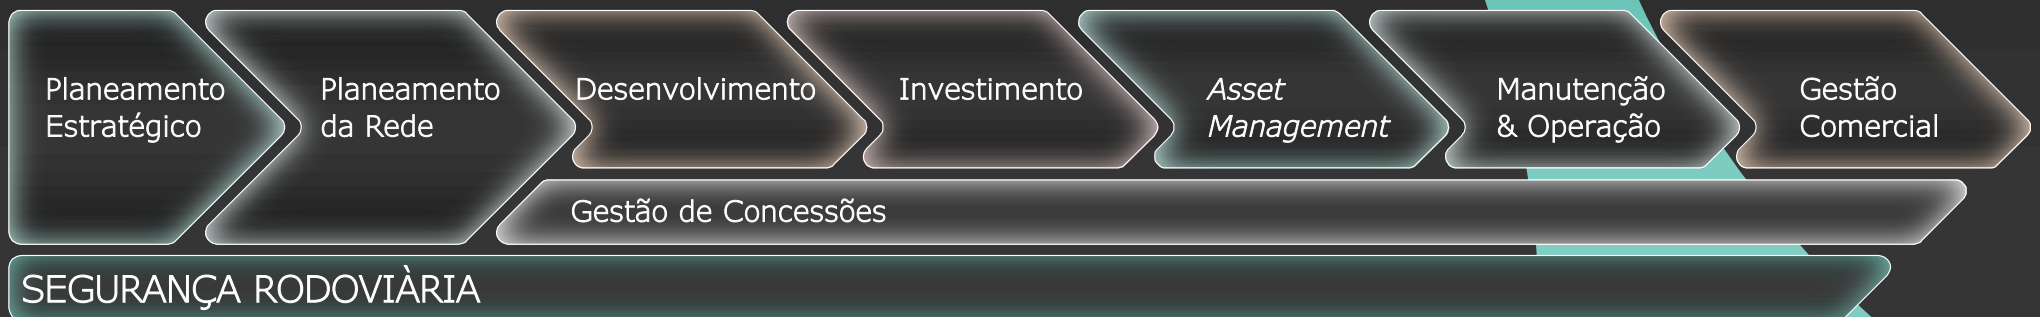 Planeamento
Estratégico
Planeamento
da Rede
Desenvolvimento
Investimento
Asset
Management
Manutenção
& Operação
Gestão
Comercial
Gestão de Concessões
SEGURANÇA RODOVIÀRIA